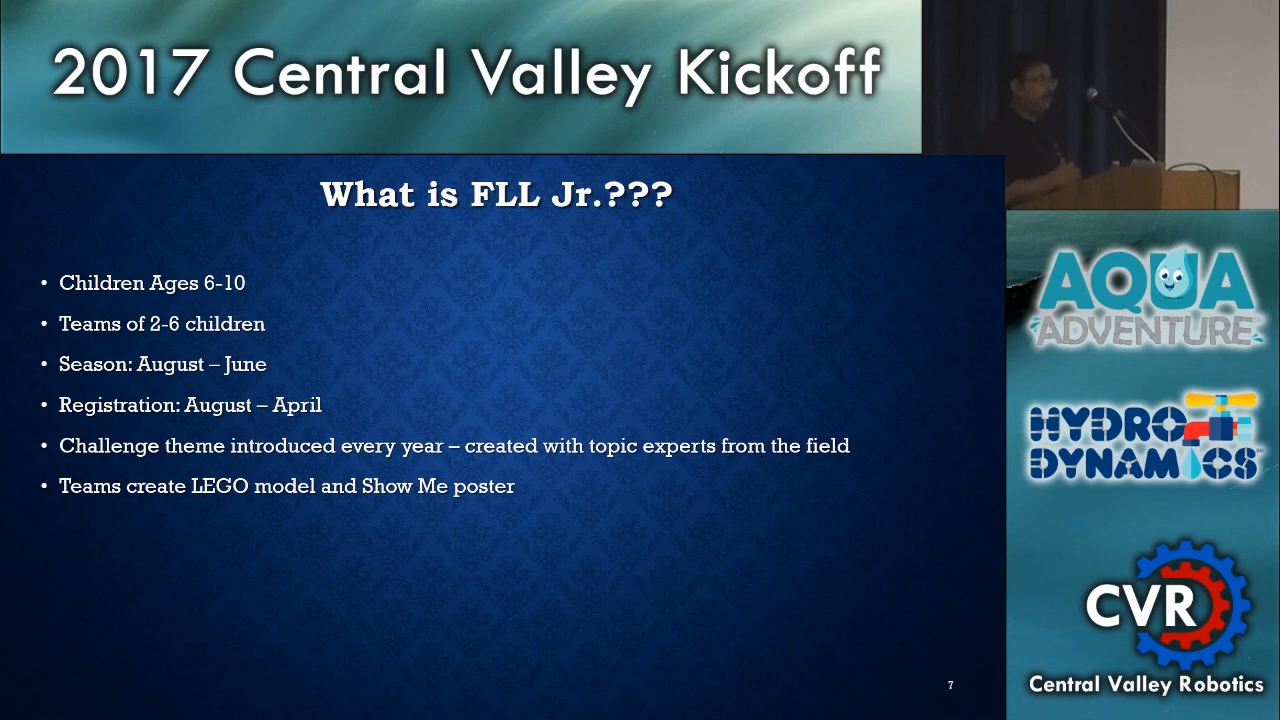 2017 Central Valley Kickoff
What is FLL Jr.???
• Children Ages 6-10
• Teams of 2-6 children
• Season: August – June
• Registration: August – April
• Challenge theme introduced every year – created with topic experts from the field
• Teams create LEGO model and Show Me poster
7
AQUA
ADVENTURE
HYDRO
DYNAMICS
CVR
Central Valley Robotics